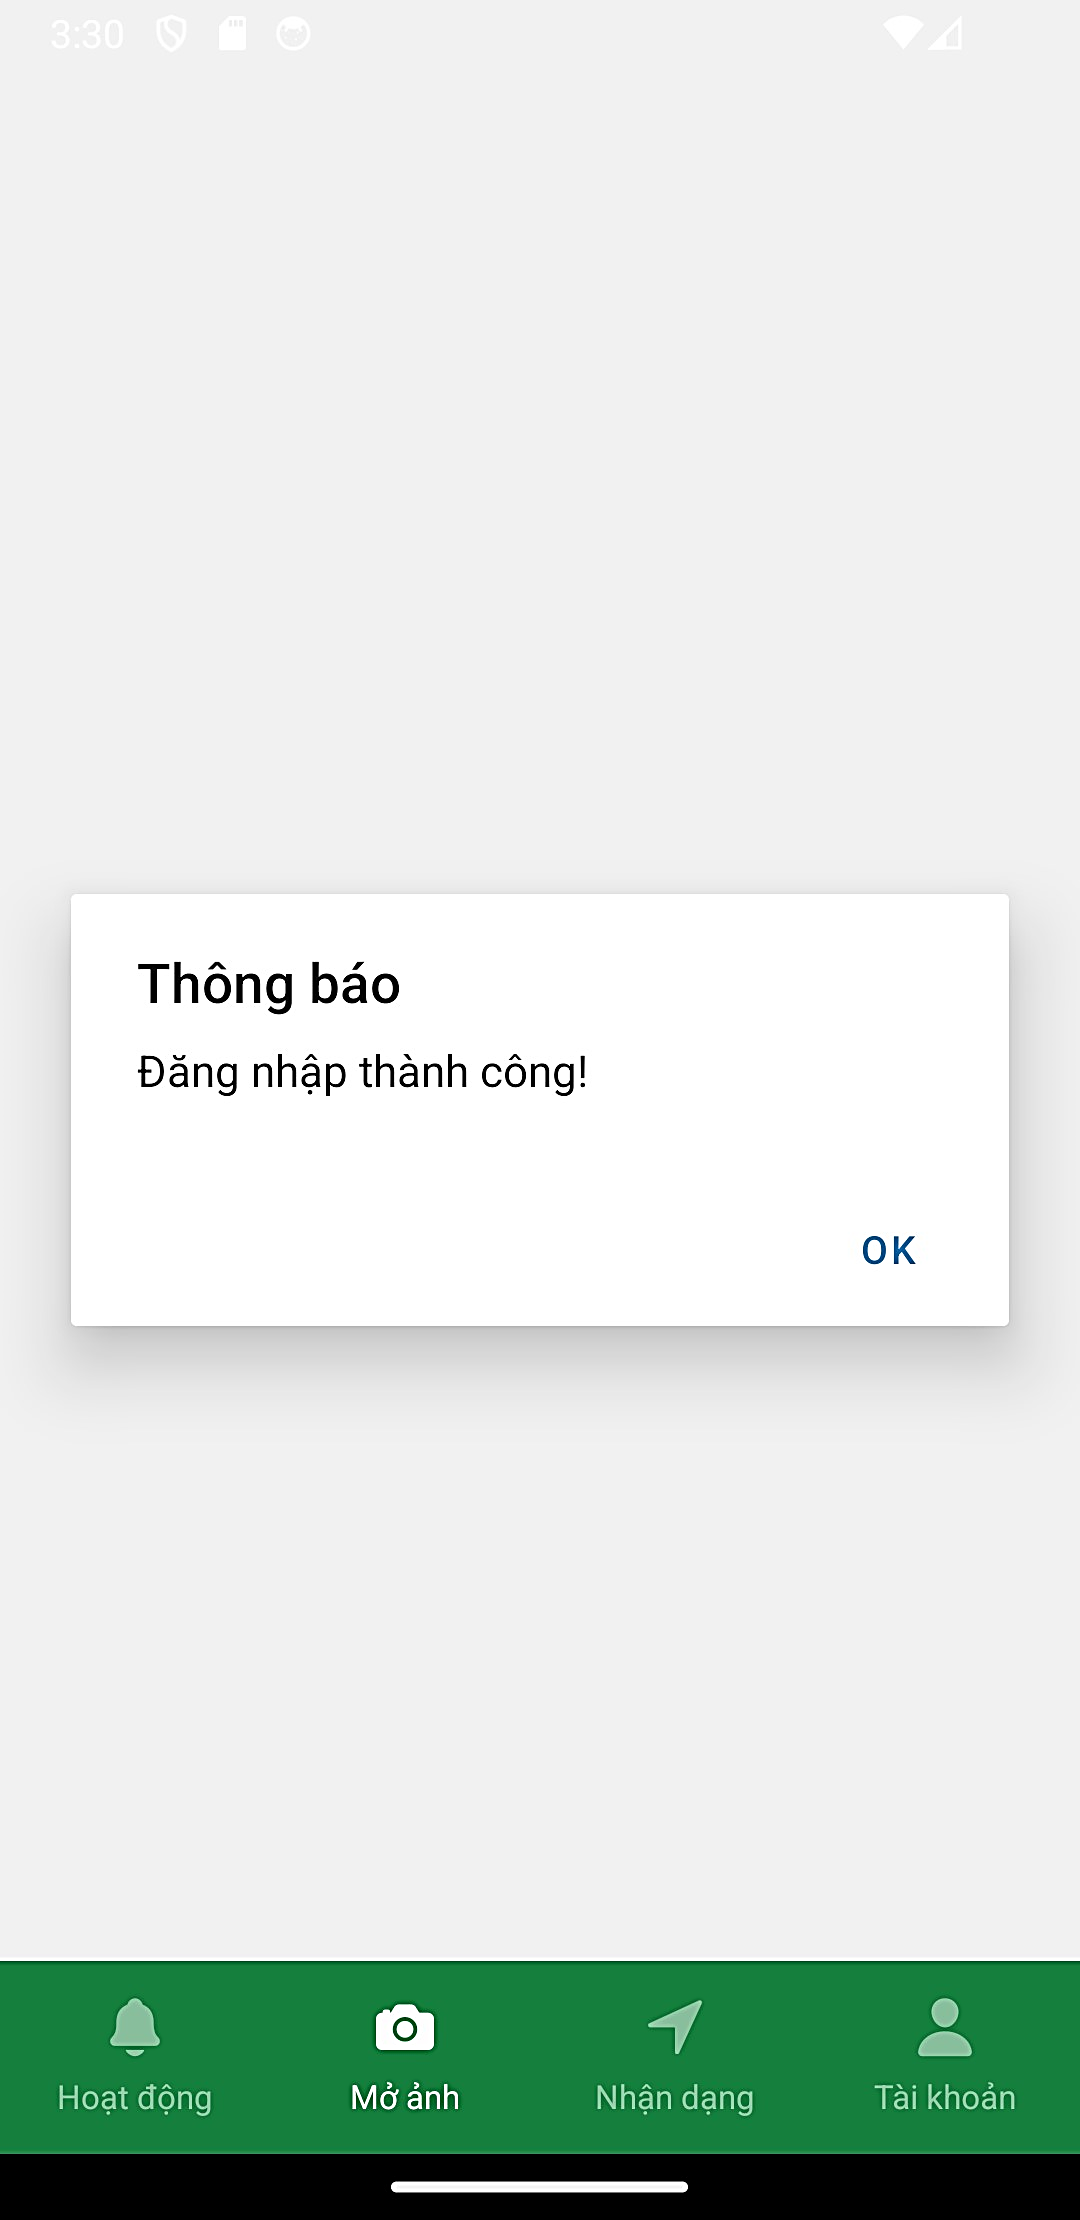 3:30
Thông báo
Đăng nhập thành công!
OK
Hoạt động
Mở ảnh
Nhận dạng
Tài khoản